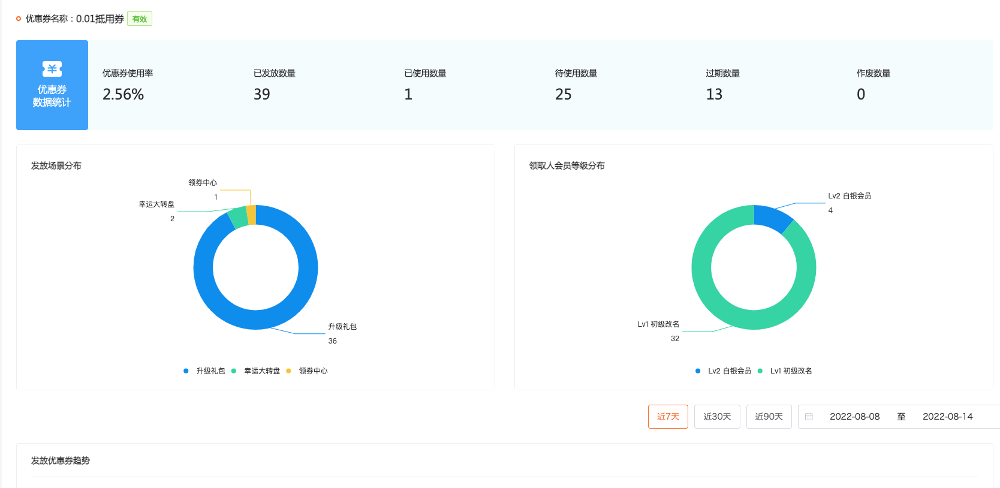 优惠券名称：0.01抵用券 有效
优惠券
数据统计
优惠券使用率 已发放数量 已使用数量 待使用数量 过期数量 作废数量
2.56% 39 1 25 13 0
发放场景分布
领券中心
1
幸运大转盘
2
升级礼包
36
升级礼包 幸运大转盘 领券中心
领取人会员等级分布
Lv2 白银会员
4
Lv1 初级改名
32
Lv2 白银会员 Lv1 初级改名
近7天 近30天 近90天 2022-08-08 至 2022-08-14
发放优惠券趋势